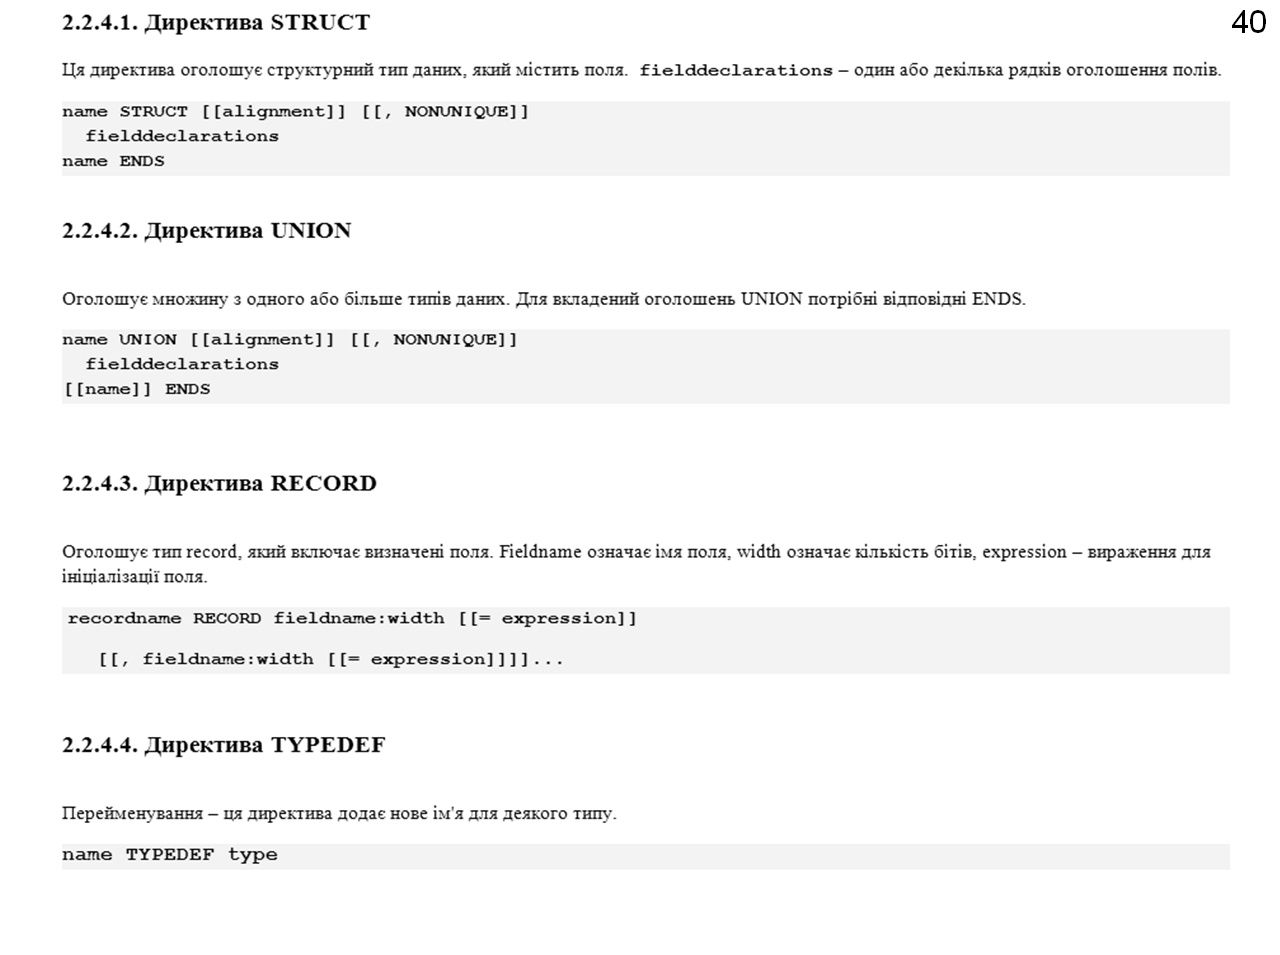 40
2.2.4.1. Директива STRUCT
Ця директива оголошує структурний тип даних, який містить поля. fielddeclarations – один або декілька рядків оголошення полів.
name STRUCT [[alignment]] [[, NONUNIQUE]]
fielddeclarations
name ENDS
2.2.4.2. Директива UNION
Оголошує множину з одного або більше типів даних. Для вкладений оголошень UNION потрібні відповідні ENDS.
name UNION [[alignment]] [[, NONUNIQUE]]
fielddeclarations
[[name]] ENDS
2.2.4.3. Директива RECORD
Оголошує тип record, який включає визначені поля. Fieldname означає імя поля, width означає кількість бітів, expression – вираження для
ініціалізації поля.
recordname RECORD fieldname:width [[= expression]]
[[, fieldname:width [[= expression]]]]...
2.2.4.4. Директива TYPEDEF
Перейменування – ця директива додає нове ім'я для деякого типу.
name TYPEDEF type